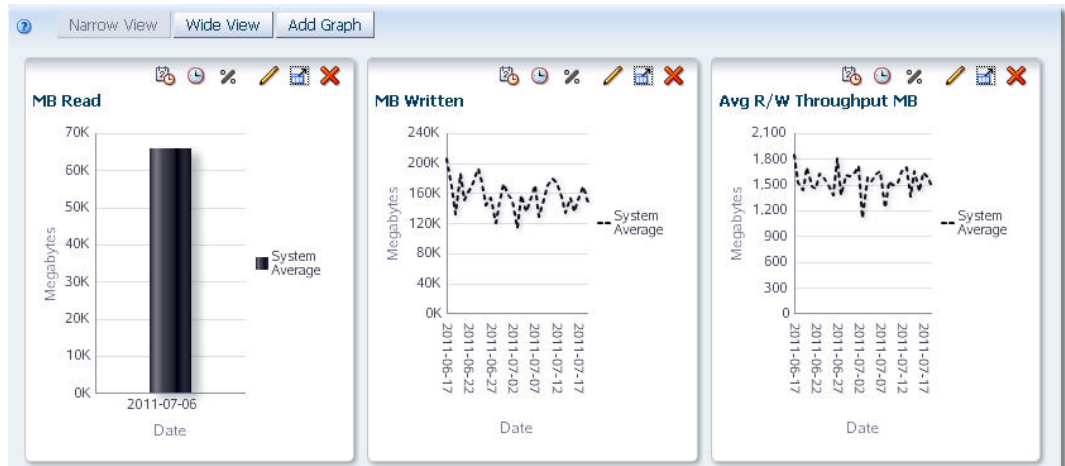 Narrow View Wide View Add Graph
MB Read
70K
60K
50K
40K
30K
20K
10K
0K
Megabytes
2011-07-06
Date
System
Average
MB Written
240K
200K
160K
120K
80K
40K
0K
Megabytes
2011-06-17
2011-06-22
2011-06-27
2011-07-02
2011-07-07
2011-07-12
2011-07-17
Date
System
Average
Avg R/W Throughput MB
2,100
1,800
1,500
1,200
900
600
300
0
Megabytes
2011-06-17
2011-06-22
2011-06-27
2011-07-02
2011-07-07
2011-07-12
2011-07-17
Date
System
Average